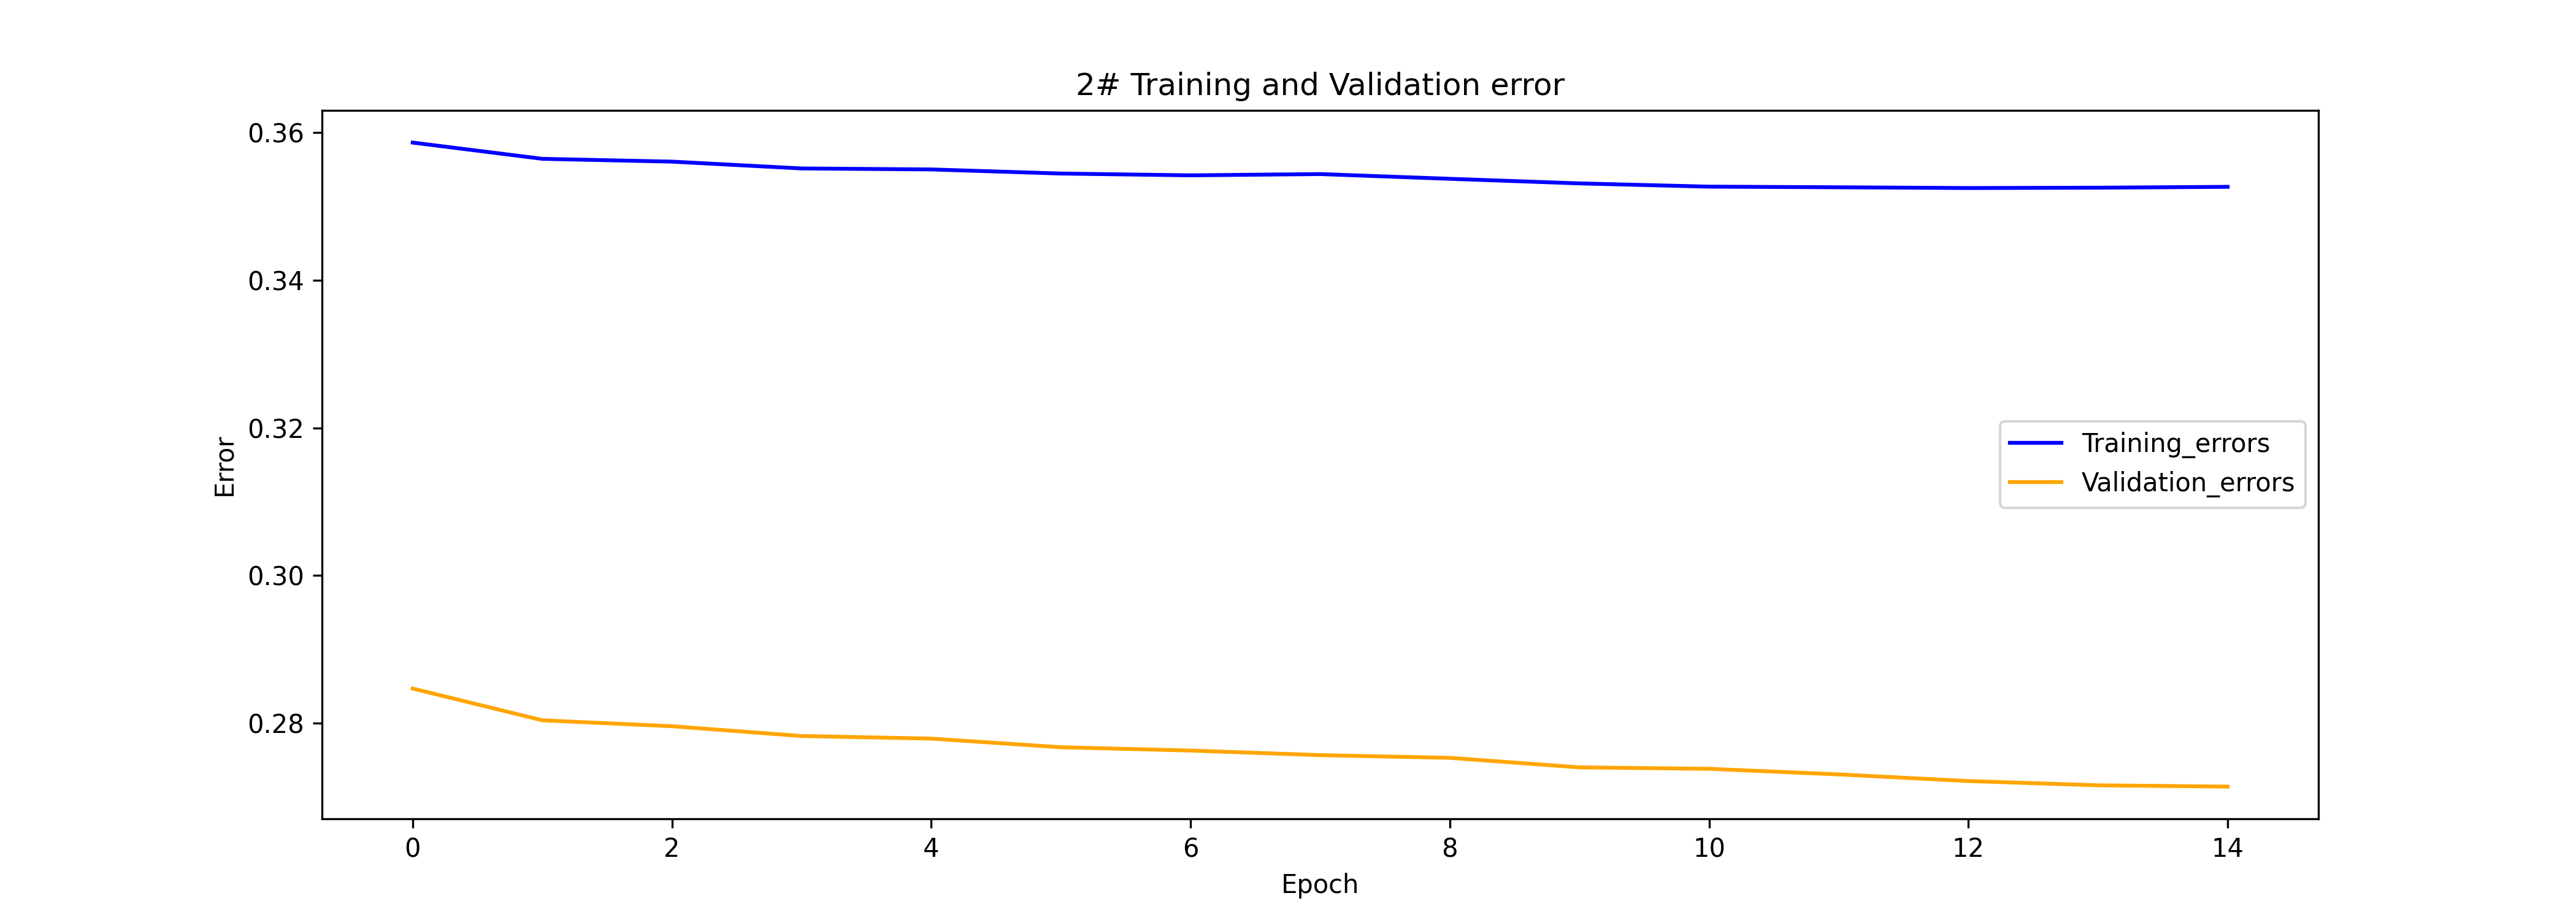 2# Training and Validation error
0.36
0.34
0.32
0.30
0.28
Error
Training_errors
Validation_errors
0 2 4 6 8 10 12 14
Epoch